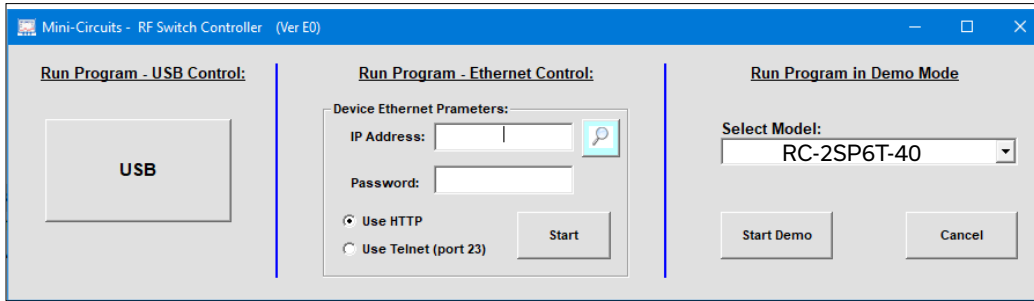 Mini-Circuits - RF Switch Controller (Ver E0)
Run Program - USB Control:
USB
Run Program - Ethernet Control:
Device Ethernet Prameters:
IP Address:
Password:
Use HTTP
Use Telnet (port 23)
Start
Run Program in Demo Mode
Select Model:
RC-2SP6T-40
Start Demo
Cancel